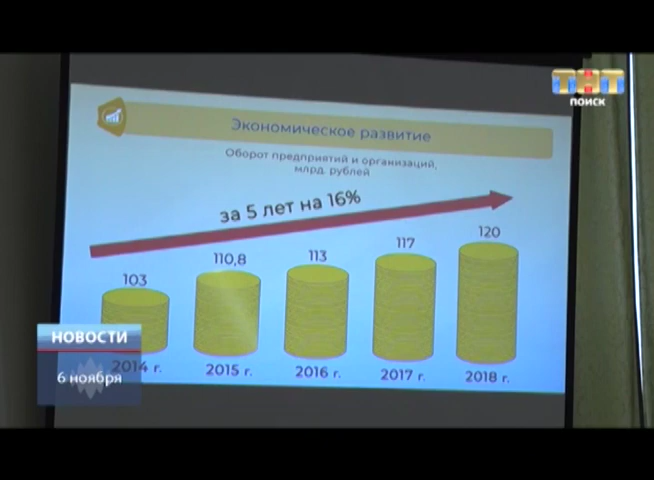 ТНТ
ПОИСК
Экономическое развитие
Оборот предприятий и организаций,
млрд. рублей
за 5 лет на 16%
103
110,8
113
117
120
2014 г.
2015 г.
2016 г.
2017 г.
2018 г.
НОВОСТИ
6 ноября